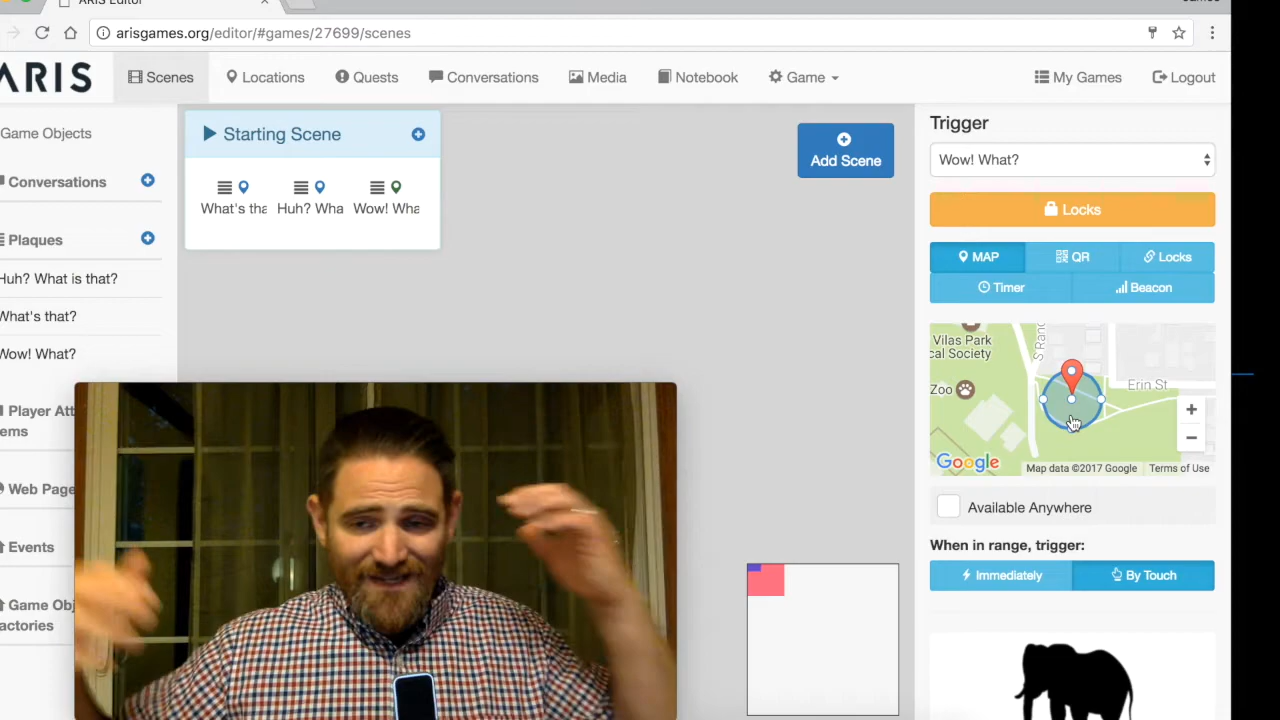 ARIS Editor
arisgames.org/editor/#games/27699/scenes
ARIS
Scenes
Locations
Quests
Conversations
Media
Notebook
Game
My Games
Logout
Game Objects
Conversations
Plaques
Huh? What is that?
What's that?
Wow! What?
Player Att
ems
Web Page
Events
Game Obj
actories
Starting Scene
What's tha
Huh? Wha
Wow! Wha
Add Scene
Trigger
Wow! What?
Locks
MAP
QR
Locks
Timer
Beacon
Vilas Park
cal Society
S Rand
Zoo
Erin St
+
−
Google
Map data ©2017 Google
Terms of Use
Available Anywhere
When in range, trigger:
Immediately
By Touch